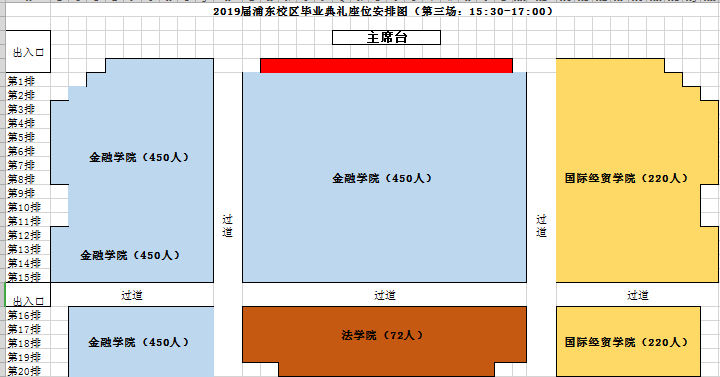 2019届浦东校区毕业典礼座位安排图（第三场：15:30-17:00）
主席台
出入口
第1排
第2排
第3排
第4排
第5排
第6排
第7排
第8排
第9排
第10排
第11排
第12排
第13排
第14排
第15排
金融学院（450人）
金融学院（450人）
过道
金融学院（450人）
过道
国际经贸学院（220人）
出入口
过道
过道
过道
第16排
第17排
第18排
第19排
第20排
金融学院（450人）
法学院（72人）
国际经贸学院（220人）